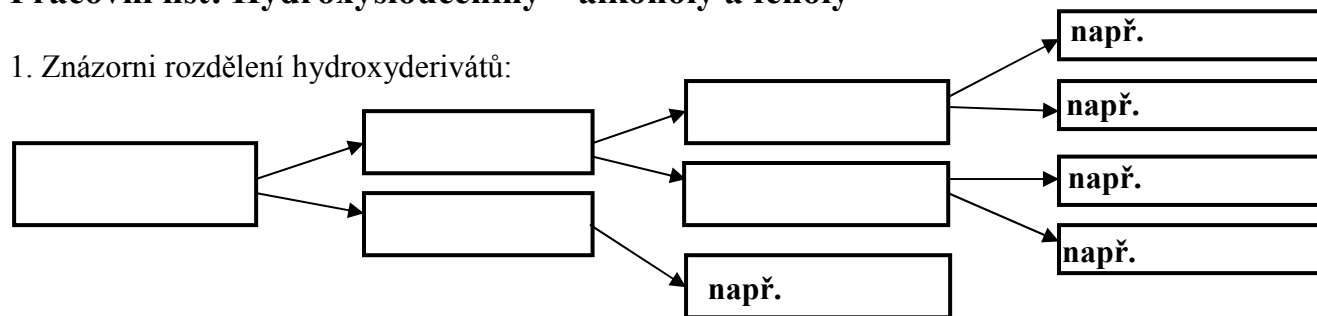 Pracovní list: Hydroxysloučeniny – alkoholy a fenoly
1. Znázorni rozdělení hydroxyderivátů:
např.
např.
např.
např.
např.